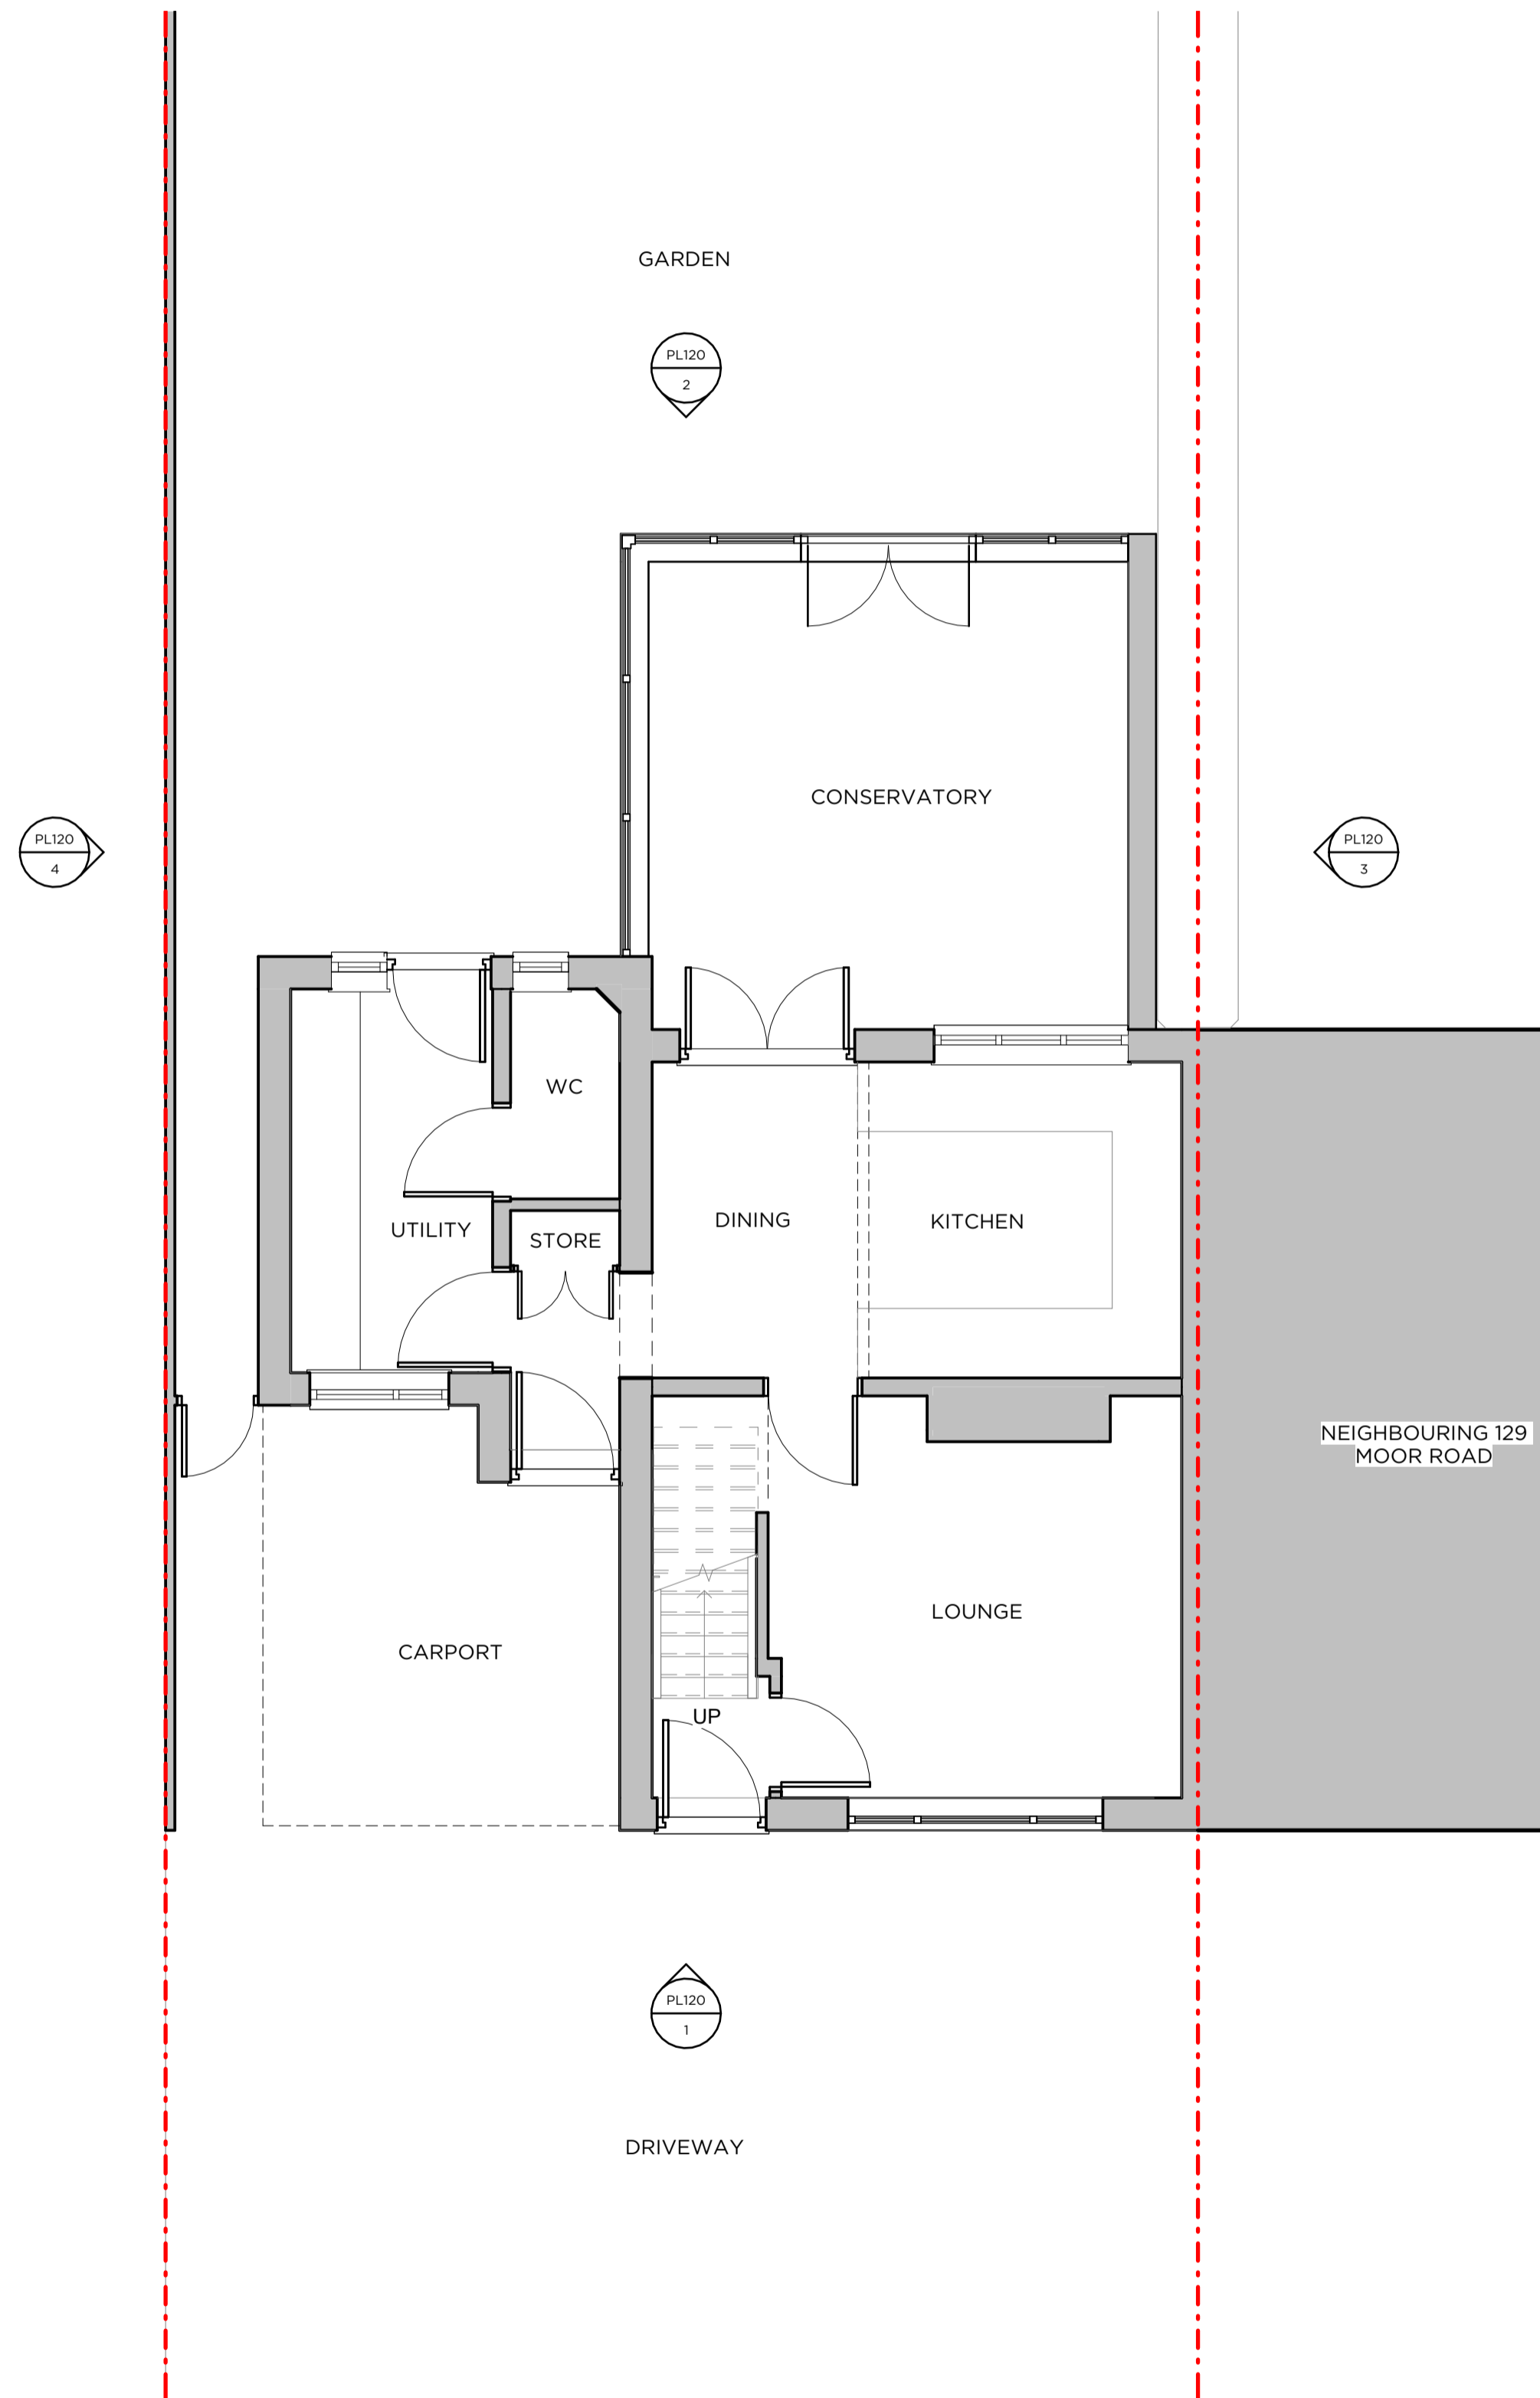 GARDEN
PL120
2
CONSERVATORY
PL120
4
PL120
3
WC
DINING
KITCHEN
UTILITY
STORE
NEIGHBOURING 129
MOOR ROAD
LOUNGE
CARPORT
UP
PL120
1
DRIVEWAY